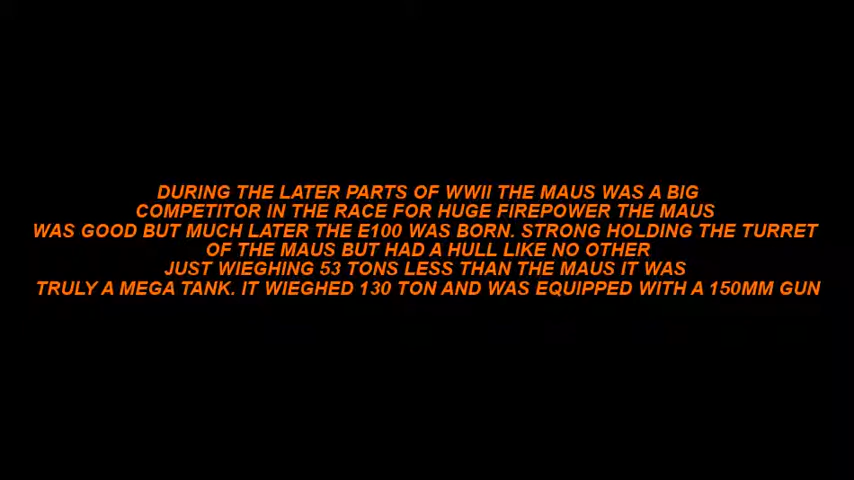 DURING THE LATER PARTS OF WWII THE MAUS WAS A BIG
COMPETITOR IN THE RACE FOR HUGE FIREPOWER THE MAUS
WAS GOOD BUT MUCH LATER THE E100 WAS BORN. STRONG HOLDING THE TURRET
OF THE MAUS BUT HAD A HULL LIKE NO OTHER
JUST WIEGHING 53 TONS LESS THAN THE MAUS IT WAS
TRULY A MEGA TANK. IT WIEGHED 130 TON AND WAS EQUIPPED WITH A 150MM GUN